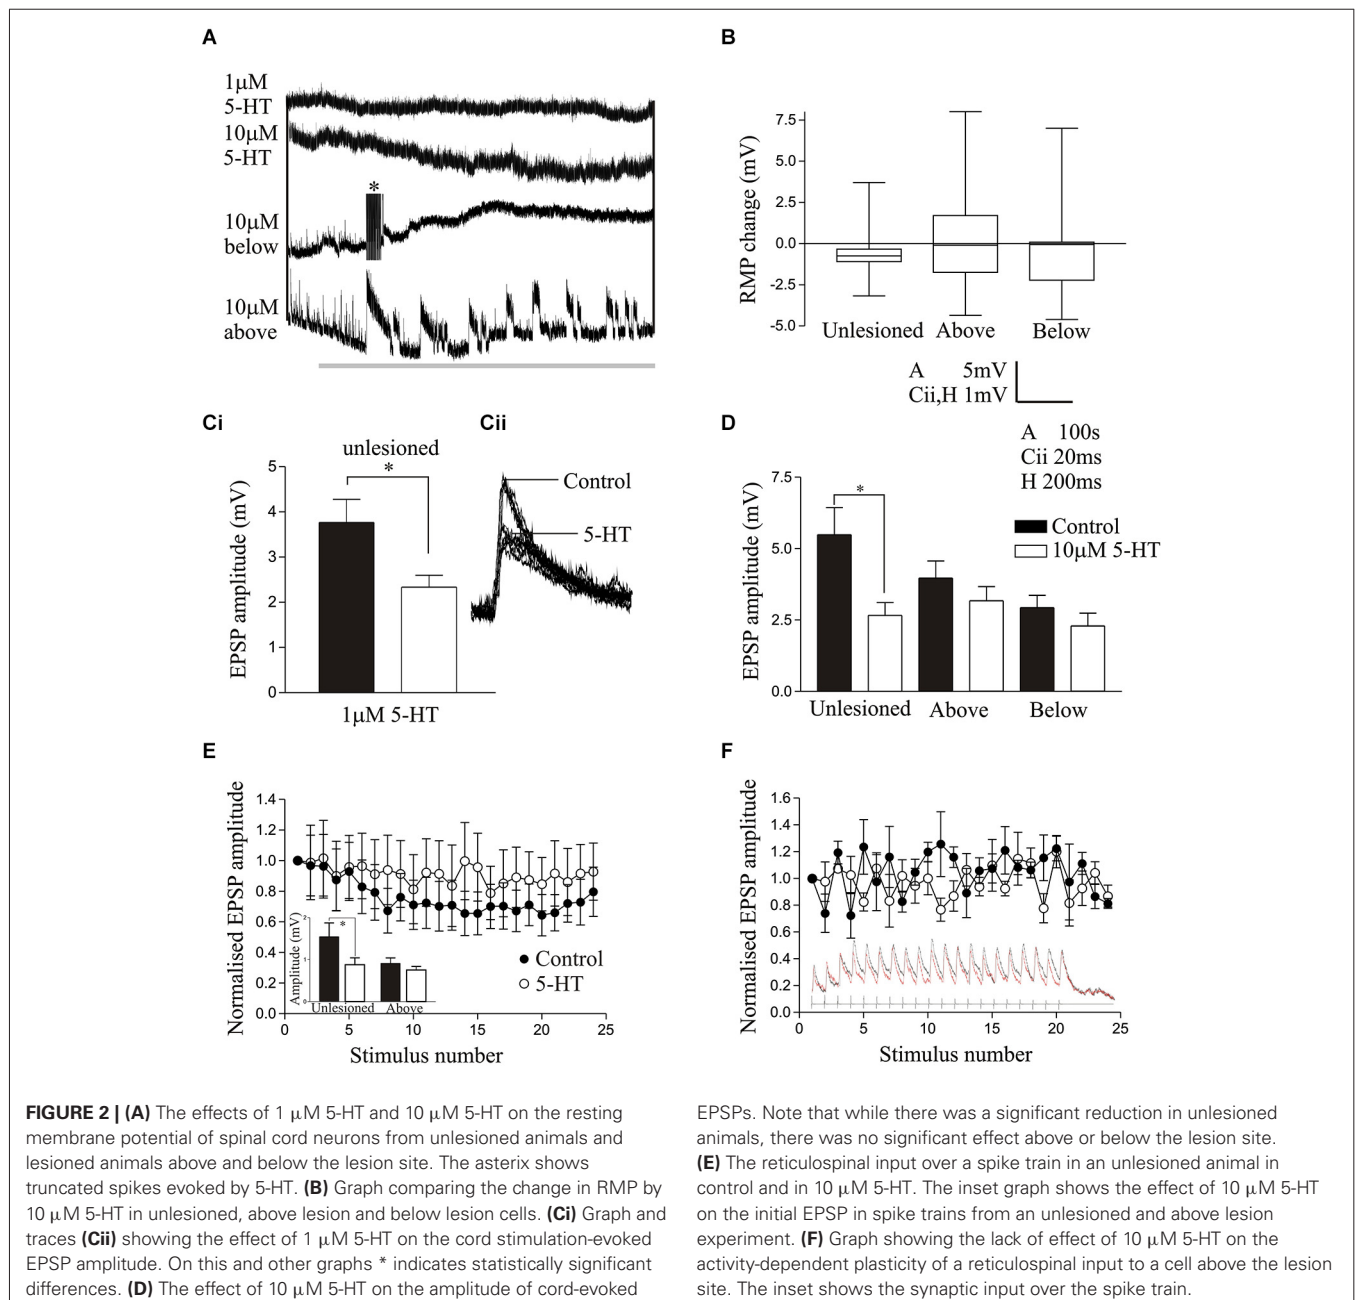 A
1μM
5-HT
10μM
5-HT
*
10μM
below
10μM
above
B
RMP change (mV)
7.5
5.0
2.5
0.0
-2.5
-5.0
Unlesioned Above Below
A 5mV
Cii,H 1mV
A 100s
Cii 20ms
H 200ms
Ci
unlesioned
*
EPSP amplitude (mV)
5
4
3
2
1
0
1μM 5-HT
Cii
Control
5-HT
D
EPSP amplitude (mV)
7.5
5.0
2.5
0.0
*
Control
10μM 5-HT
Unlesioned Above Below
E
Normalised EPSP amplitude
1.4
1.2
1.0
0.8
0.6
0.4
0.2
0.0
Amplitude (mV)
2
1
0
*
Unlesioned Above
Control
5-HT
0 5 10 15 20 25
Stimulus number
F
Normalised EPSP amplitude
1.6
1.4
1.2
1.0
0.8
0.6
0.4
0.2
0.0
0 5 10 15 20 25
Stimulus number
FIGURE 2 | (A) The effects of 1 μM 5-HT and 10 μM 5-HT on the resting
membrane potential of spinal cord neurons from unlesioned animals and
lesioned animals above and below the lesion site. The asterix shows
truncated spikes evoked by 5-HT. (B) Graph comparing the change in RMP by
10 μM 5-HT in unlesioned, above lesion and below lesion cells. (Ci) Graph and
traces (Cii) showing the effect of 1 μM 5-HT on the cord stimulation-evoked
EPSP amplitude. On this and other graphs * indicates statistically significant
differences. (D) The effect of 10 μM 5-HT on the amplitude of cord-evoked
EPSPs. Note that while there was a significant reduction in unlesioned
animals, there was no significant effect above or below the lesion site.
(E) The reticulospinal input over a spike train in an unlesioned animal in
control and in 10 μM 5-HT. The inset graph shows the effect of 10 μM 5-HT
on the initial EPSP in spike trains from an unlesioned and above lesion
experiment. (F) Graph showing the lack of effect of 10 μM 5-HT on the
activity-dependent plasticity of a reticulospinal input to a cell above the lesion
site. The inset shows the synaptic input over the spike train.